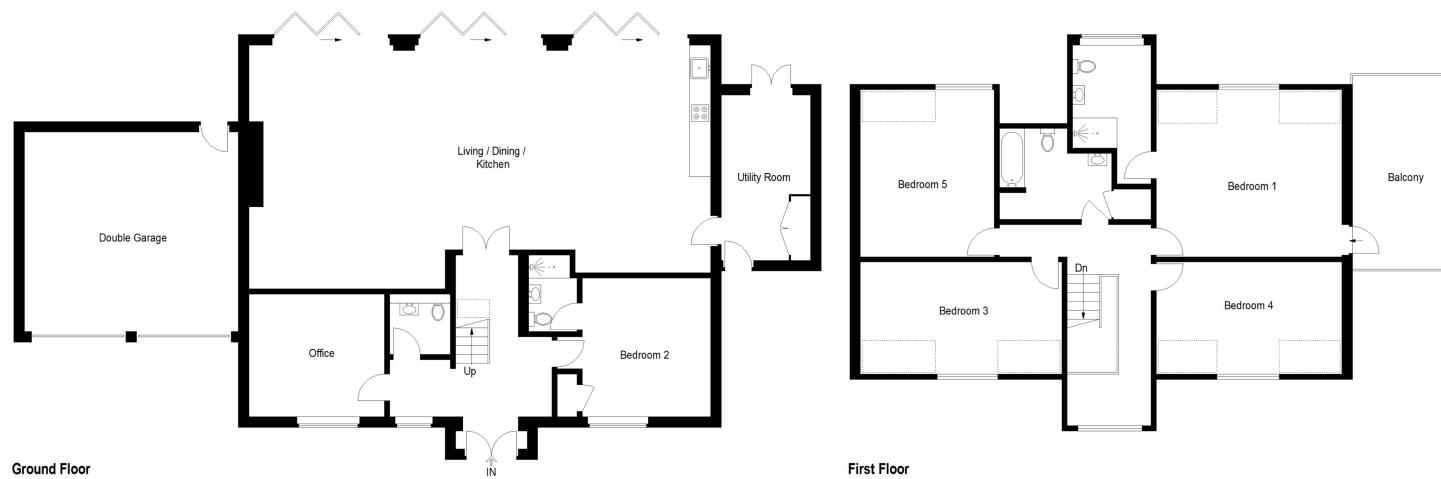 Living / Dining /
Kitchen
Utility Room
Double Garage
Office
Up
Bedroom 2
IN
Ground Floor
Bedroom 5
Bedroom 1
Balcony
Dn
Bedroom 3
Bedroom 4
First Floor